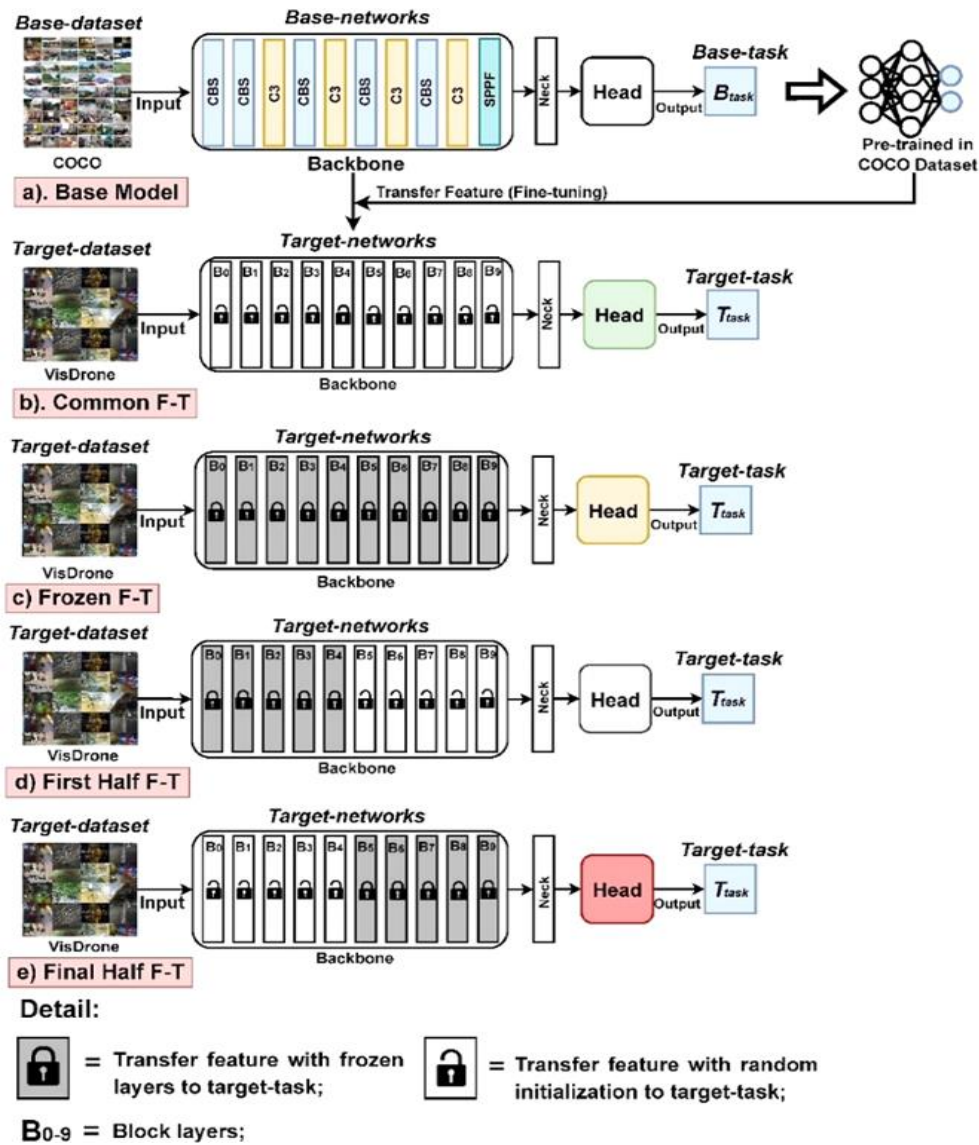 Base-dataset
Base-networks
CBS
CBS
C3
CBS
C3
CBS
C3
CBS
C3
SPPF
Input
Neck
Head
Output
Base-task
Btask
COCO
Backbone
Pre-trained in
COCO Dataset
a). Base Model
Transfer Feature (Fine-tuning)
Target-dataset
Target-networks
B0 B1 B2 B3 B4 B5 B6 B7 B8 B9
Input
Neck
Head
Output
Target-task
Ttask
VisDrone
Backbone
b). Common F-T
Target-dataset
Target-networks
B0 B1 B2 B3 B4 B5 B6 B7 B8 B9
Input
Neck
Head
Output
Target-task
Ttask
VisDrone
Backbone
c) Frozen F-T
Target-dataset
Target-networks
B0 B1 B2 B3 B4 B5 B6 B7 B8 B9
Input
Neck
Head
Output
Target-task
Ttask
VisDrone
Backbone
d) First Half F-T
Target-dataset
Target-networks
B0 B1 B2 B3 B4 B5 B6 B7 B8 B9
Input
Neck
Head
Output
Target-task
Ttask
VisDrone
Backbone
e) Final Half F-T
Detail:
= Transfer feature with frozen
layers to target-task;
= Transfer feature with random
initialization to target-task;
B0-9 = Block layers;